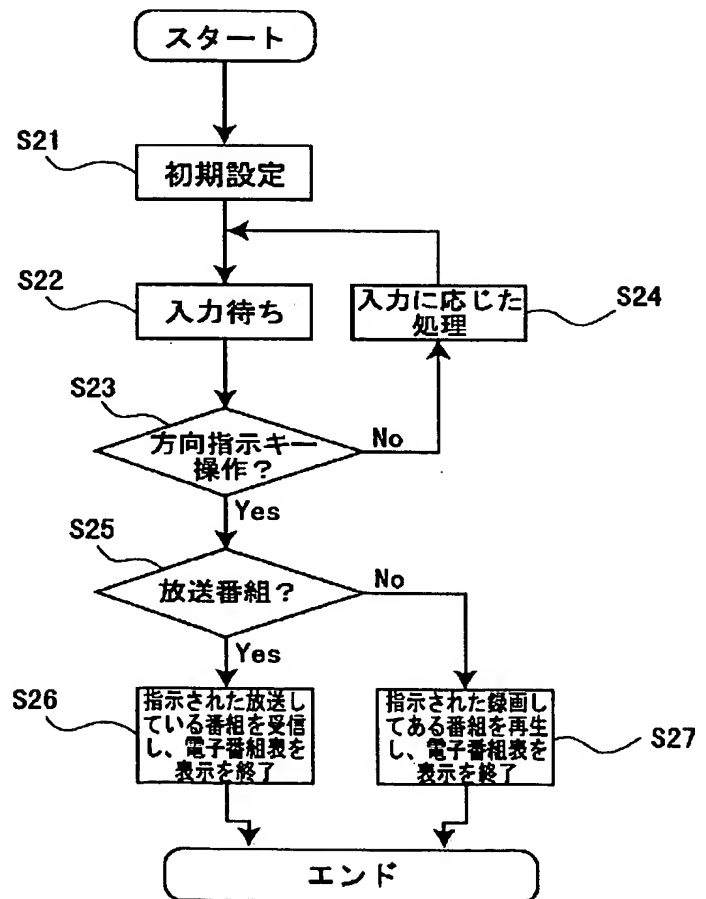 スタート
S21
初期設定
S22
入力待ち
入力に応じた
処理
S24
S23
方向指示キー
操作?
No
Yes
S25
放送番組?
No
Yes
S26
指示された放送し
ている番組を受信
し、電子番組表を
表示を終了
指示された録画し
てある番組を再生
し、電子番組表を
表示を終了
S27
エンド